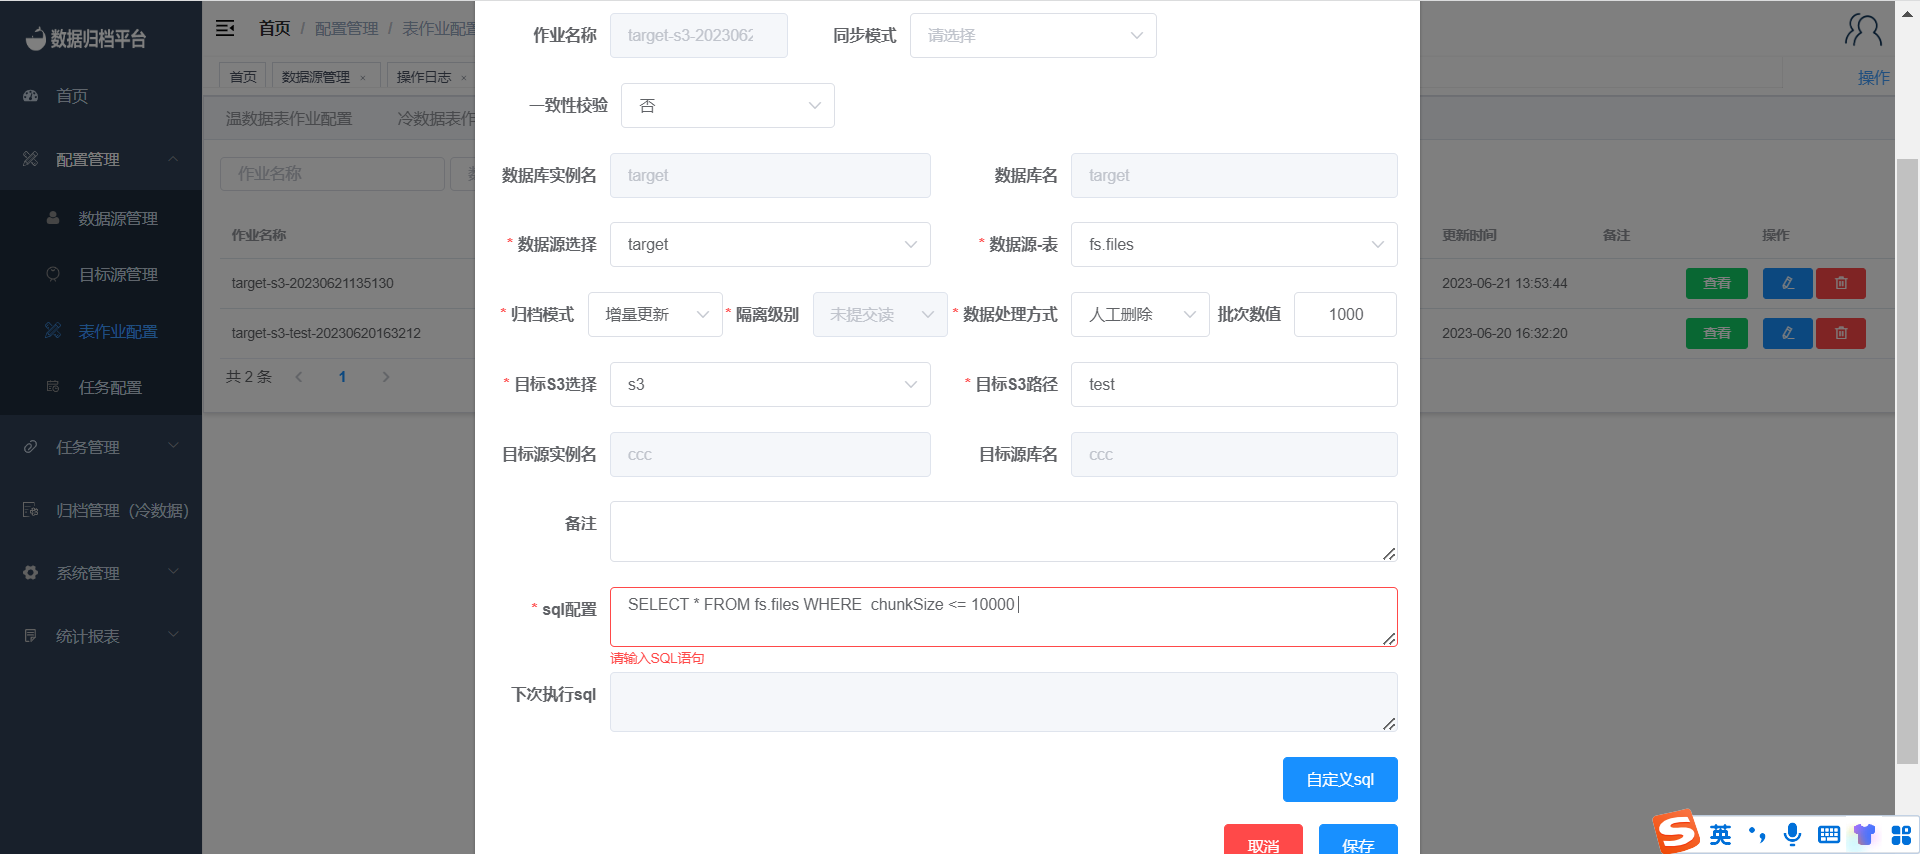 数据归档平台
首页
配置管理
数据源管理
目标源管理
表作业配置
任务配置
任务管理
归档管理（冷数据）
系统管理
统计报表
首页 / 配置管理 / 表作业配置
首页 数据源管理 × 操作日志 ×
操作
温数据表作业配置 冷数据表作
作业名称
作业名称 更新时间 备注 操作
target-s3-20230621135130 2023-06-21 13:53:44 查看
target-s3-test-20230620163212 2023-06-20 16:32:20 查看
共 2 条 < 1 >
作业名称 target-s3-202306 同步模式 请选择
一致性校验 否
数据库实例名 target 数据库名 target
* 数据源选择 target * 数据源-表 fs.files
* 归档模式 增量更新 * 隔离级别 未提交读 * 数据处理方式 人工删除 批次数值 1000
* 目标S3选择 s3 * 目标S3路径 test
目标源实例名 ccc 目标源库名 ccc
备注
* sql配置 SELECT * FROM fs.files WHERE  chunkSize <= 10000
请输入SQL语句
下次执行sql
自定义sql
取消 保存
S 英